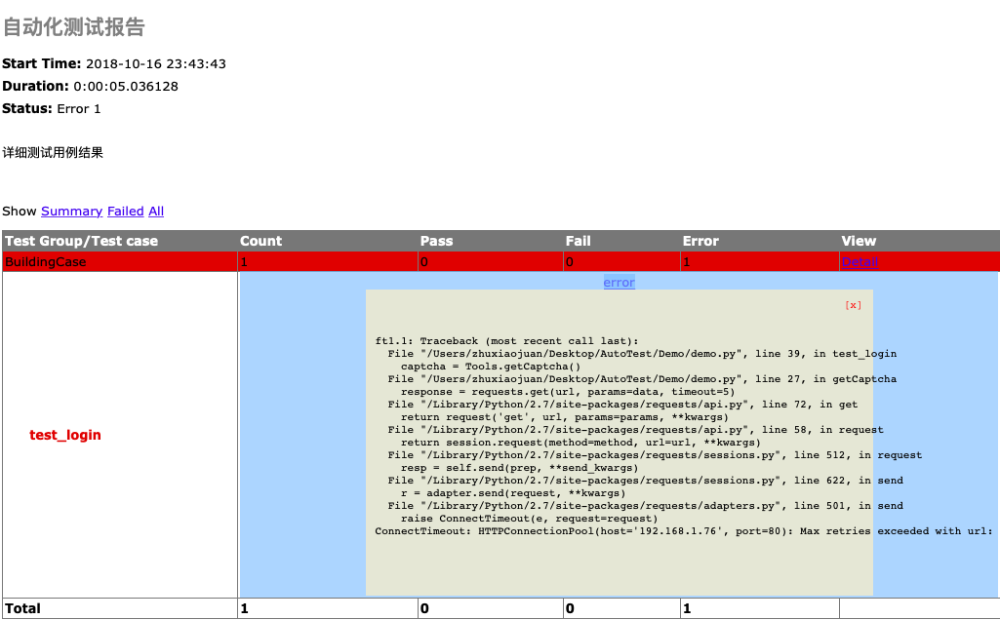 自动化测试报告
Start Time: 2018-10-16 23:43:43
Duration: 0:00:05.036128
Status: Error 1
详细测试用例结果
Show Summary Failed All
Test Group/Test case Count Pass Fail Error View
BuildingCase 1 0 0 1 Detail
error
[x]
ft1.1: Traceback (most recent call last):
File "/Users/zhuxiaojuan/Desktop/AutoTest/Demo/demo.py", line 39, in test_login
captcha = Tools.getCaptcha()
File "/Users/zhuxiaojuan/Desktop/AutoTest/Demo/demo.py", line 27, in getCaptcha
response = requests.get(url, params=data, timeout=5)
File "/Library/Python/2.7/site-packages/requests/api.py", line 72, in get
return request('get', url, params=params, **kwargs)
File "/Library/Python/2.7/site-packages/requests/api.py", line 58, in request
return session.request(method=method, url=url, **kwargs)
File "/Library/Python/2.7/site-packages/requests/sessions.py", line 512, in request
resp = self.send(prep, **send_kwargs)
File "/Library/Python/2.7/site-packages/requests/sessions.py", line 622, in send
r = adapter.send(request, **kwargs)
File "/Library/Python/2.7/site-packages/requests/adapters.py", line 501, in send
raise ConnectTimeout(e, request=request)
ConnectTimeout: HTTPConnectionPool(host='192.168.1.76', port=80): Max retries exceeded with url:
test_login
Total 1 0 0 1